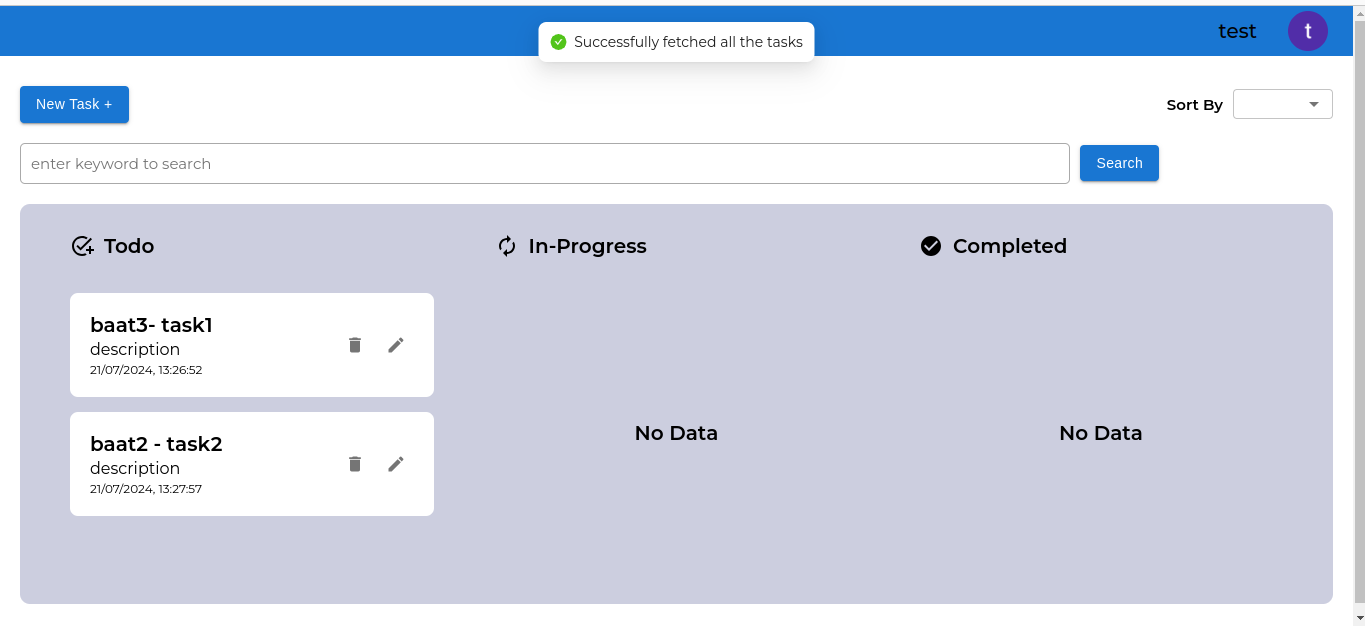 Successfully fetched all the tasks
test
t
New Task +
Sort By
enter keyword to search
Search
Todo
In-Progress
Completed
baat3- task1
description
21/07/2024, 13:26:52
baat2 - task2
description
21/07/2024, 13:27:57
No Data
No Data